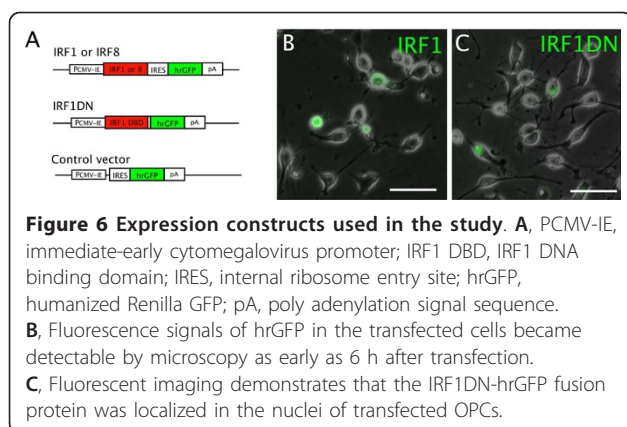 A
IRF1 or IRF8
PCMV-IE IRF1 or 8 IRES hrGFP pA
IRF1DN
PCMV-IE IRF1 DBD hrGFP pA
Control vector
PCMV-IE IRES hrGFP pA
B IRF1
C IRF1DN
Figure 6 Expression constructs used in the study. A, PCMV-IE,
immediate-early cytomegalovirus promoter; IRF1 DBD, IRF1 DNA
binding domain; IRES, internal ribosome entry site; hrGFP,
humanized Renilla GFP; pA, poly adenylation signal sequence.
B, Fluorescence signals of hrGFP in the transfected cells became
detectable by microscopy as early as 6 h after transfection.
C, Fluorescent imaging demonstrates that the IRF1DN-hrGFP fusion
protein was localized in the nuclei of transfected OPCs.